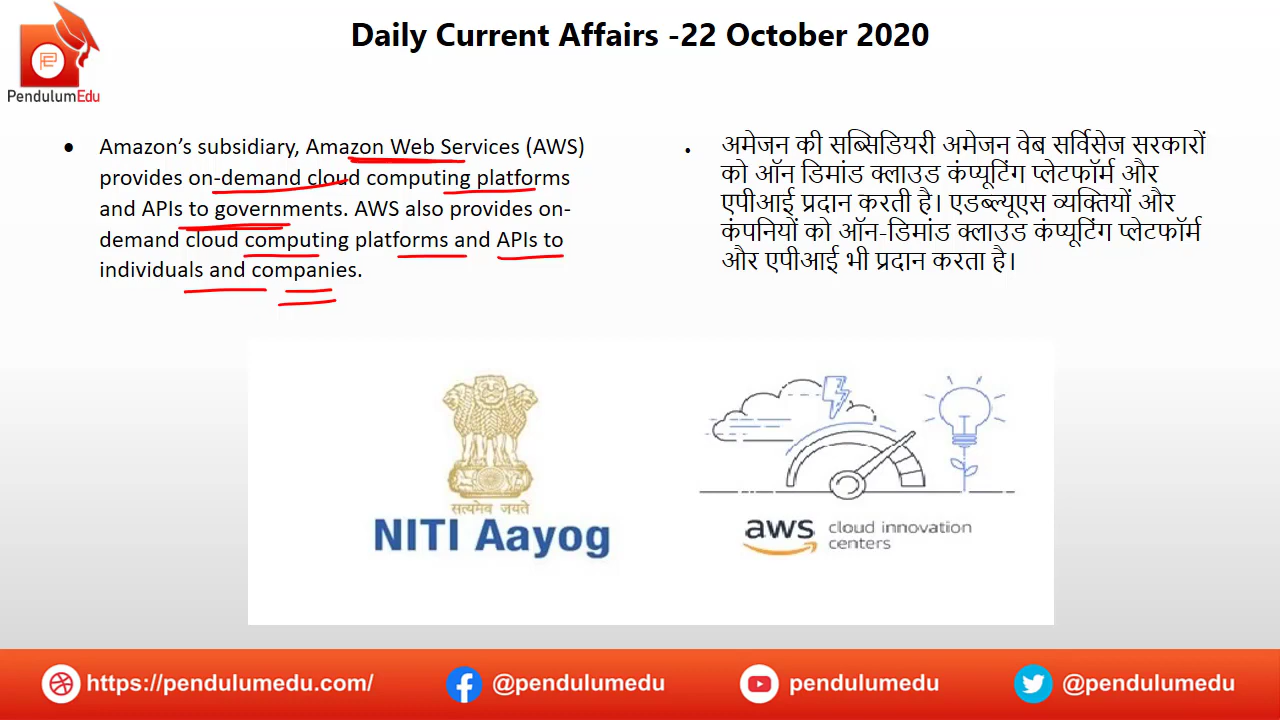 Daily Current Affairs -22 October 2020
PendulumEdu
• Amazon’s subsidiary, Amazon Web Services (AWS)
provides on-demand cloud computing platforms
and APIs to governments. AWS also provides on-
demand cloud computing platforms and APIs to
individuals and companies.
• अमेजन की सब्सिडियरी अमेजन वेब सर्विसेज सरकारों
को ऑन डिमांड क्लाउड कंप्यूटिंग प्लेटफॉर्म और
एपीआई प्रदान करती है। एडब्ल्यूएस व्यक्तियों और
कंपनियों को ऑन-डिमांड क्लाउड कंप्यूटिंग प्लेटफॉर्म
और एपीआई भी प्रदान करता है।
सत्यमेव जयते
NITI Aayog
aws cloud innovation
centers
https://pendulumedu.com/
@pendulumedu
pendulumedu
@pendulumedu